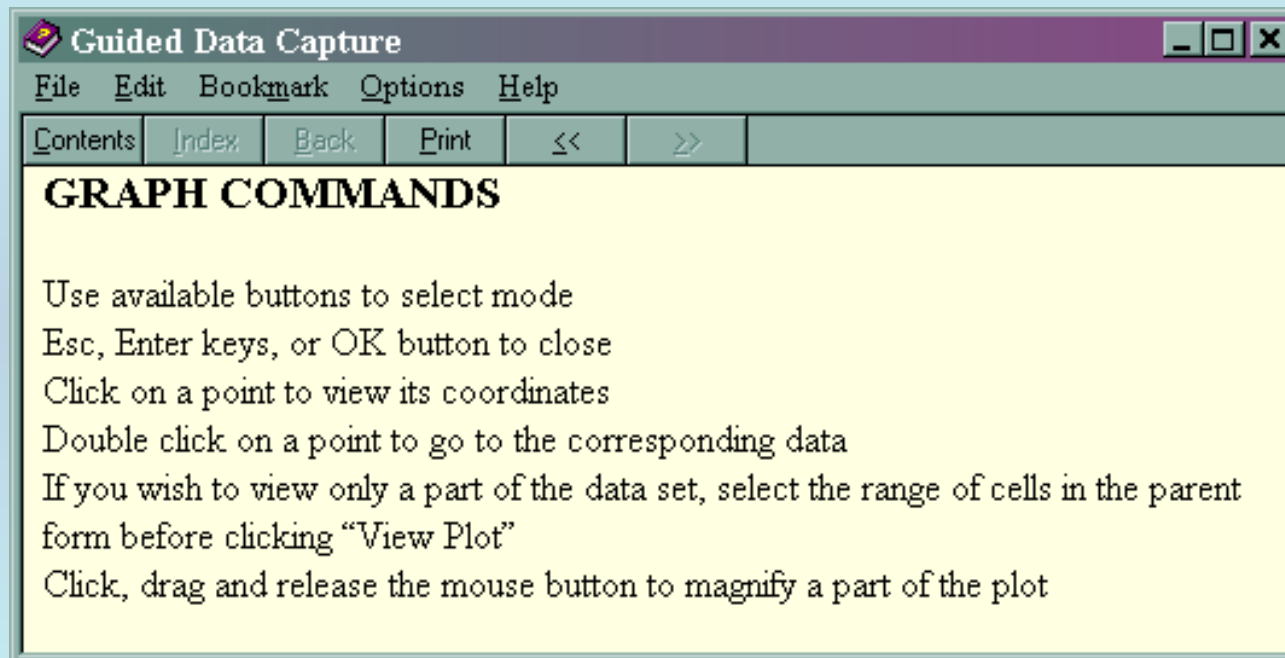 Guided Data Capture
File Edit Bookmark Options Help
Contents Index Back Print << >>
GRAPH COMMANDS
Use available buttons to select mode
Esc, Enter keys, or OK button to close
Click on a point to view its coordinates
Double click on a point to go to the corresponding data
If you wish to view only a part of the data set, select the range of cells in the parent
form before clicking “View Plot”
Click, drag and release the mouse button to magnify a part of the plot